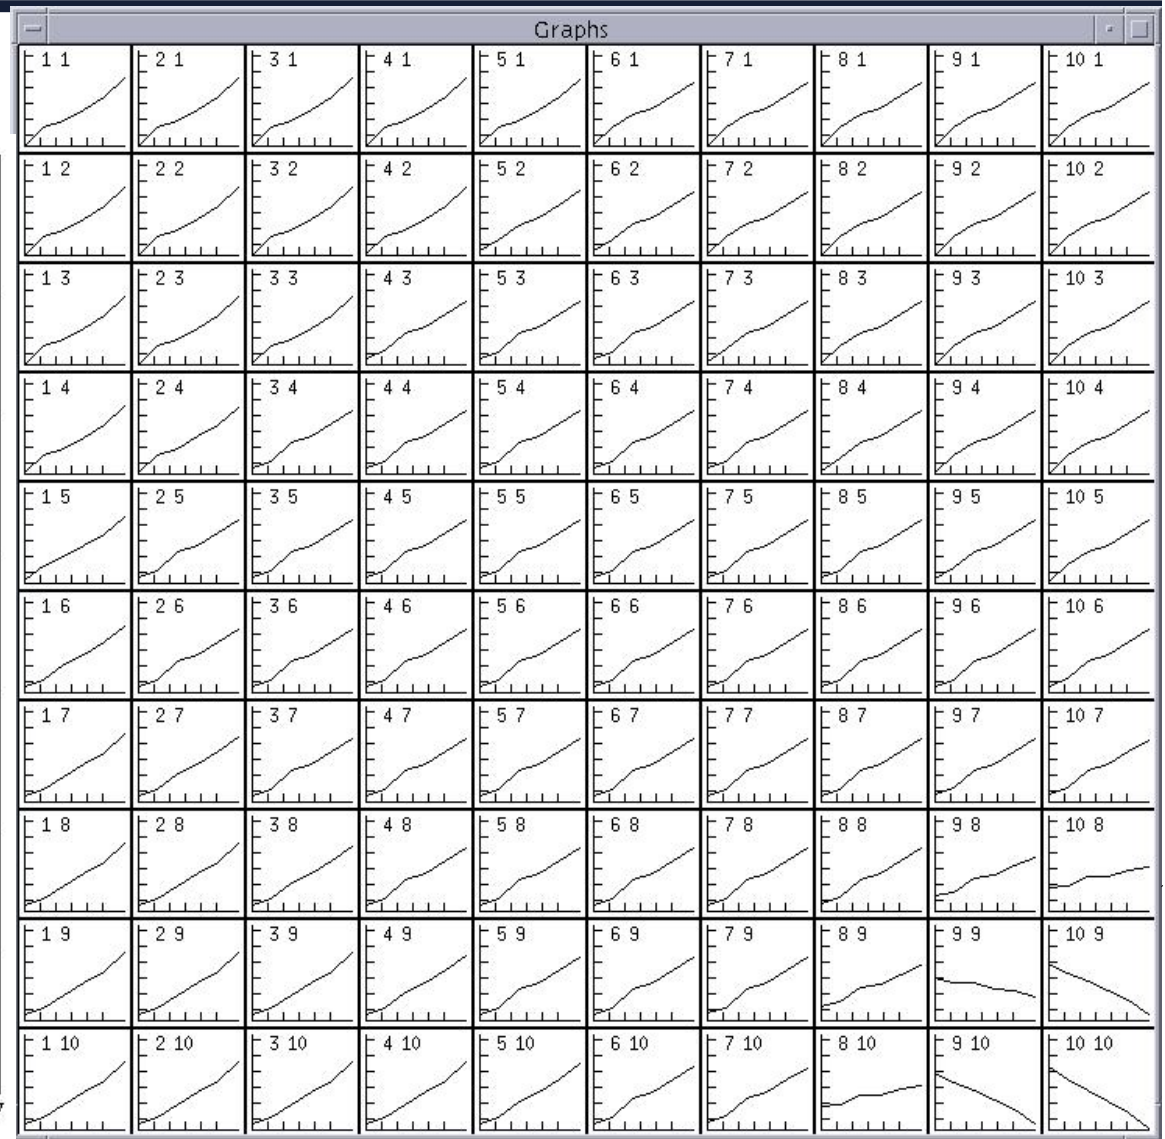 Graphs
1 1 2 1 3 1 4 1 5 1 6 1 7 1 8 1 9 1 10 1
1 2 2 2 3 2 4 2 5 2 6 2 7 2 8 2 9 2 10 2
1 3 2 3 3 3 4 3 5 3 6 3 7 3 8 3 9 3 10 3
1 4 2 4 3 4 4 4 5 4 6 4 7 4 8 4 9 4 10 4
1 5 2 5 3 5 4 5 5 5 6 5 7 5 8 5 9 5 10 5
1 6 2 6 3 6 4 6 5 6 6 6 7 6 8 6 9 6 10 6
1 7 2 7 3 7 4 7 5 7 6 7 7 7 8 7 9 7 10 7
1 8 2 8 3 8 4 8 5 8 6 8 7 8 8 8 9 8 10 8
1 9 2 9 3 9 4 9 5 9 6 9 7 9 8 9 9 9 10 9
1 10 2 10 3 10 4 10 5 10 6 10 7 10 8 10 9 10 10 10